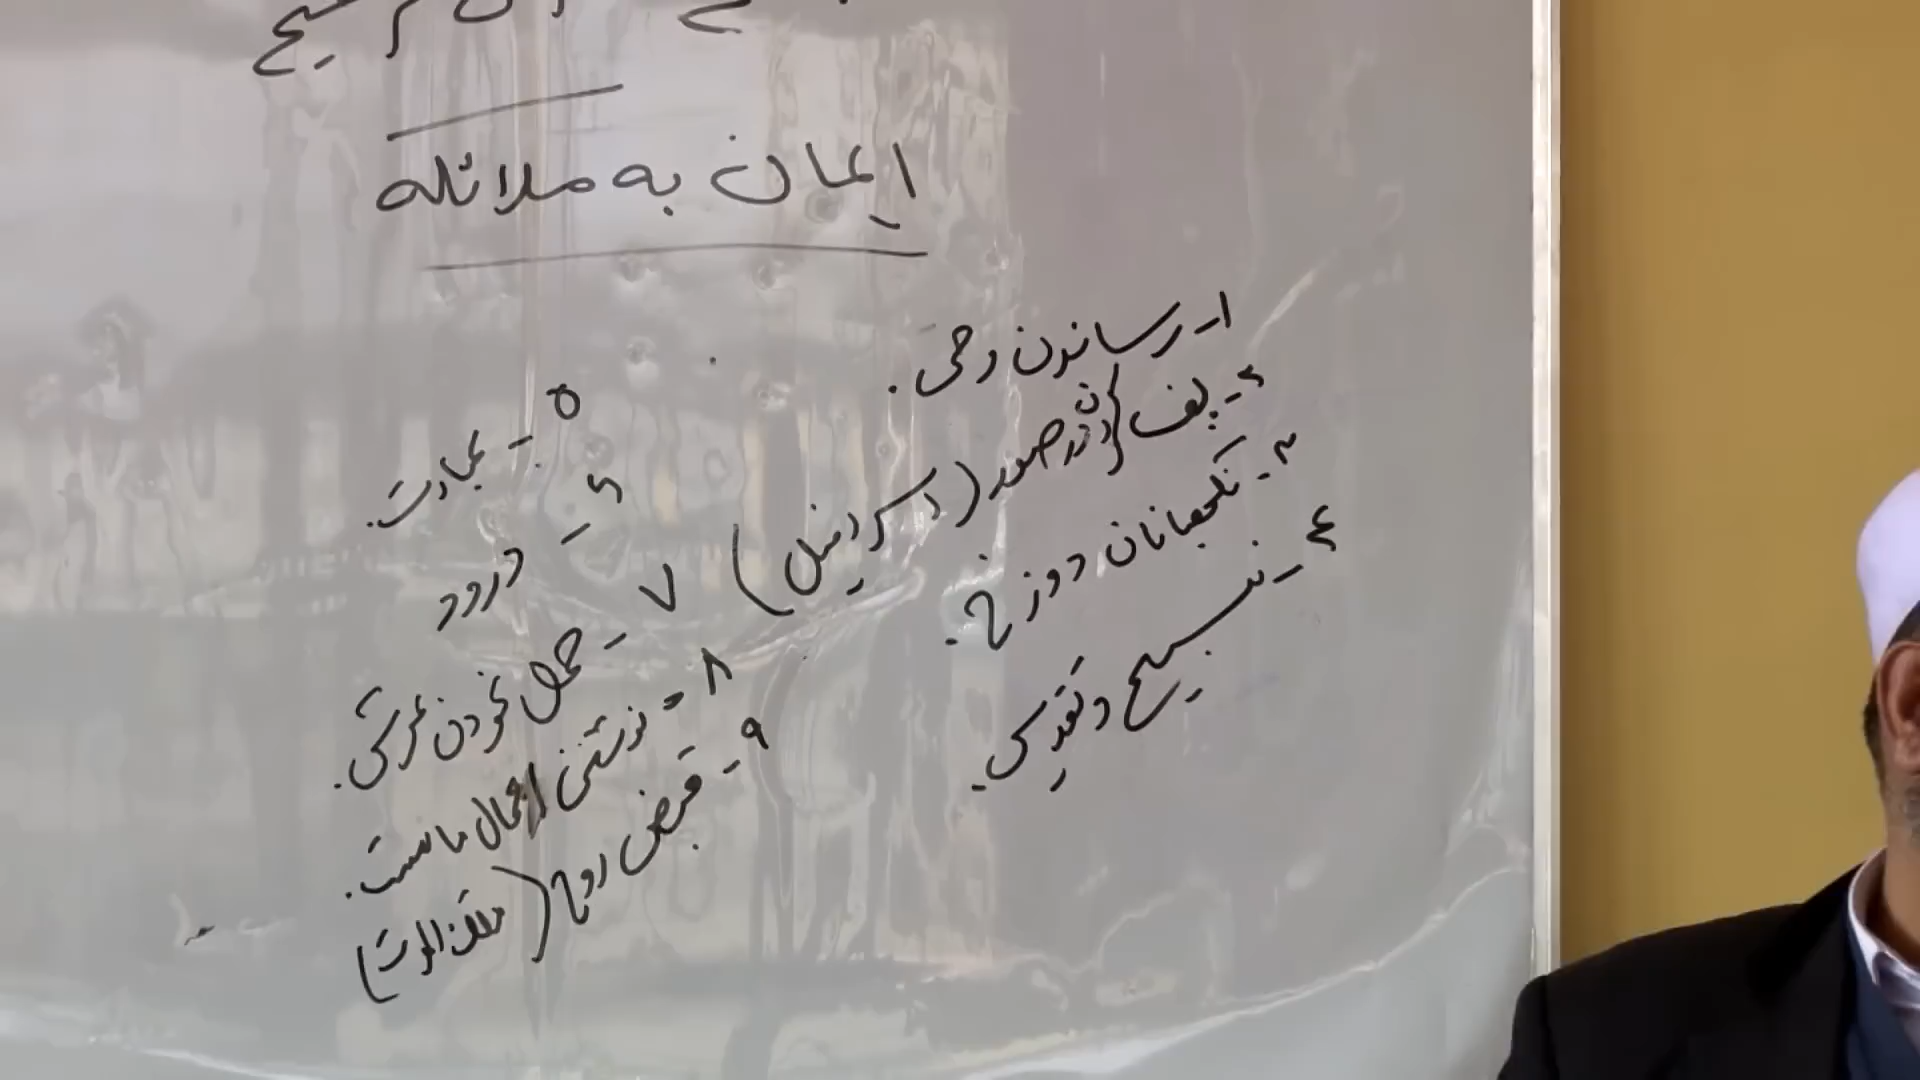 ایمان به ملائکه
۱- رساندن وحی.
۲- پف کردن در صور (اسرافیل)
۳- نگهبانان دوزخ.
۴- تسبیح و تقدیس.
۵- عبادت.
۶- درود
۷- حمل نمودن عرش.
۸- نوشتن اعمال ماست.
۹- قبض روح (ملک الموت)